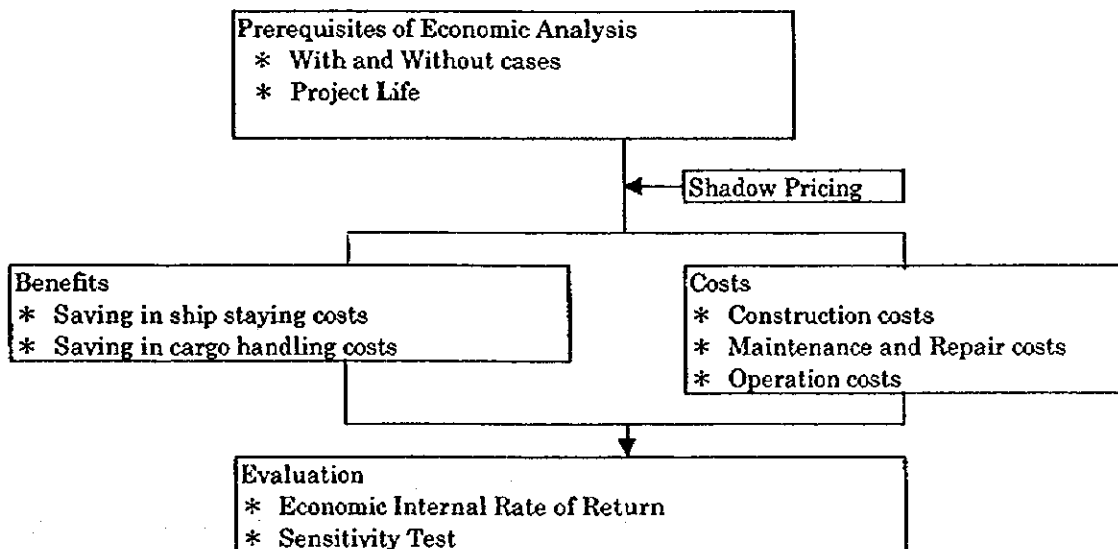 Prerequisites of Economic Analysis
* With and Without cases
* Project Life
Shadow Pricing
Benefits
* Saving in ship staying costs
* Saving in cargo handling costs
Costs
* Construction costs
* Maintenance and Repair costs
* Operation costs
Evaluation
* Economic Internal Rate of Return
* Sensitivity Test